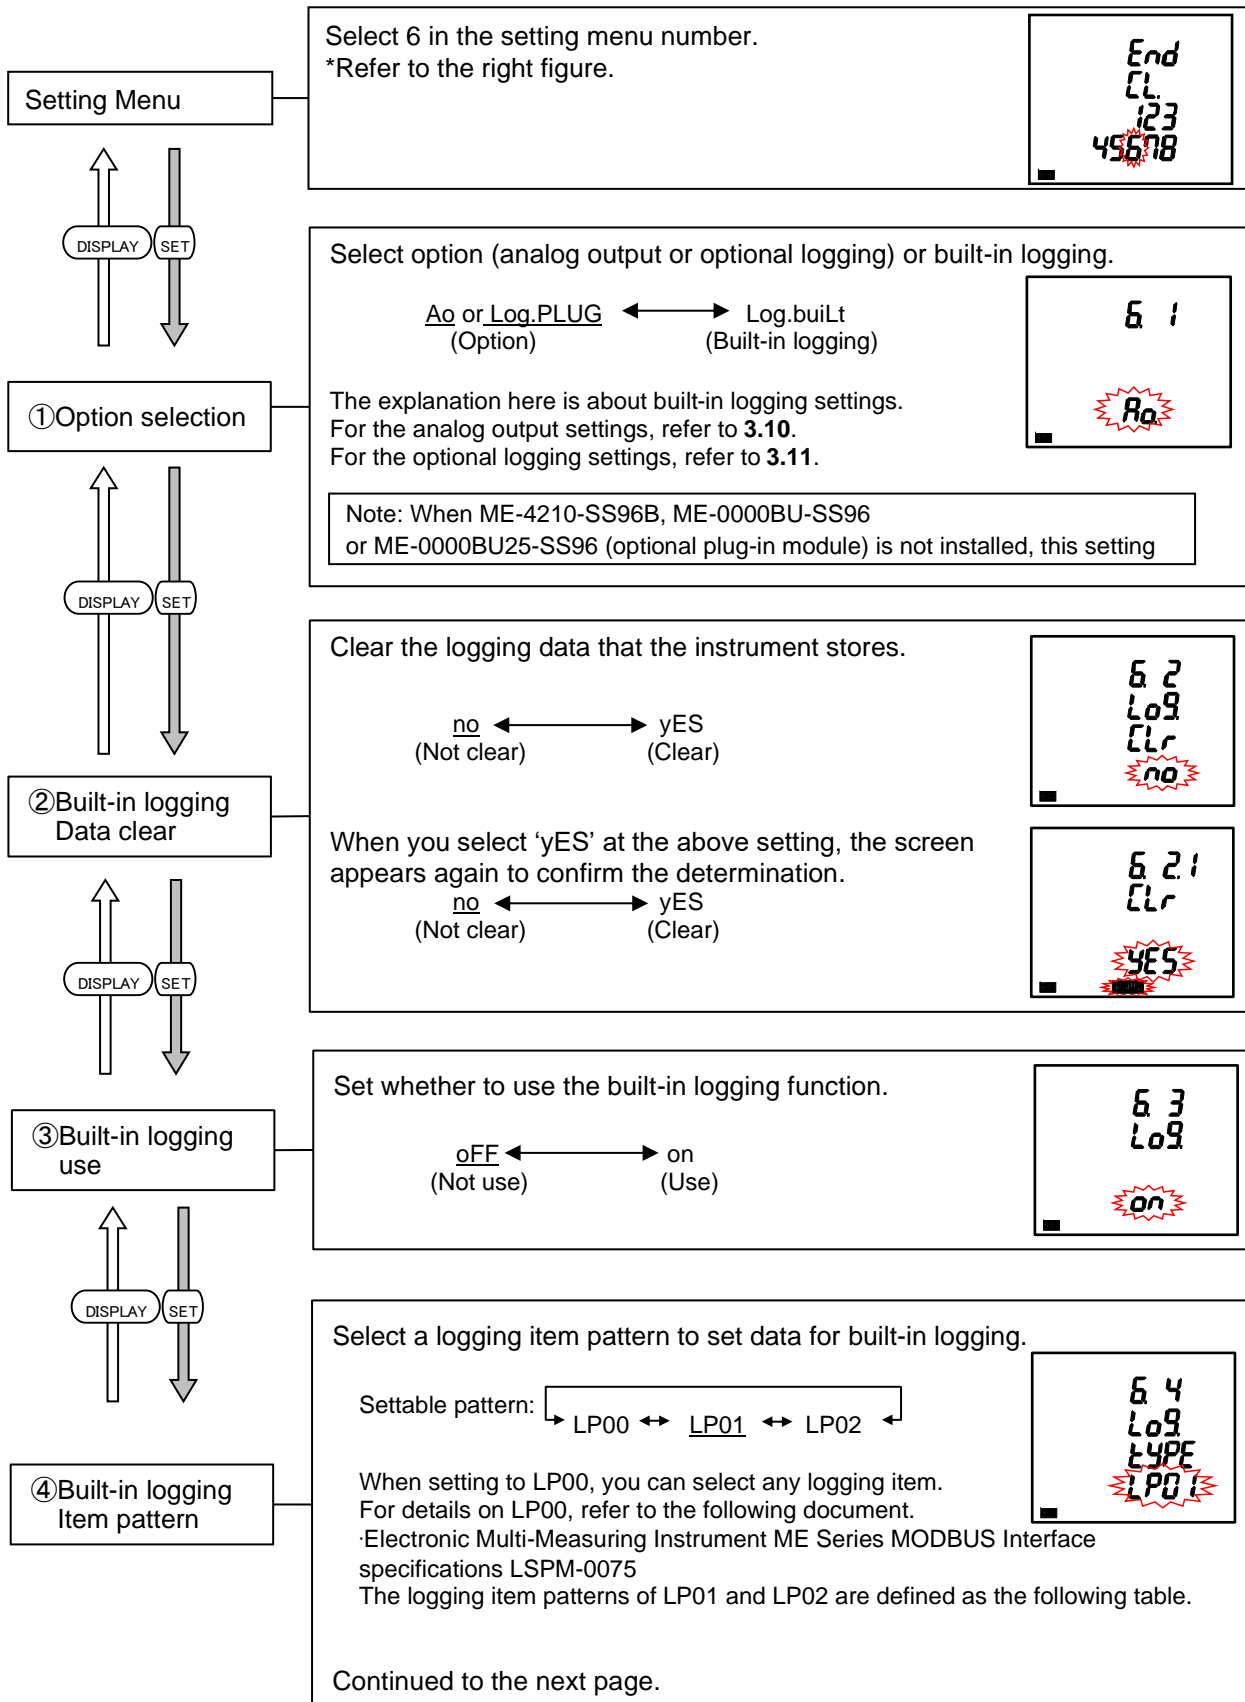 Select 6 in the setting menu number.
*Refer to the right figure.
End
CL.
123
45678
Setting Menu
DISPLAY SET
Select option (analog output or optional logging) or built-in logging.
Ao or Log.PLUG Log.buiLt
(Option) (Built-in logging)
6. 1
Ao.
①Option selection
The explanation here is about built-in logging settings.
For the analog output settings, refer to 3.10.
For the optional logging settings, refer to 3.11.
Note: When ME-4210-SS96B, ME-0000BU-SS96
or ME-0000BU25-SS96 (optional plug-in module) is not installed, this setting
DISPLAY SET
Clear the logging data that the instrument stores.
no yES
(Not clear) (Clear)
6. 2
Log.
CLr
no
②Built-in logging
Data clear
When you select ‘yES’ at the above setting, the screen
appears again to confirm the determination.
no yES
(Not clear) (Clear)
6. 2.1
CLr
yES
DISPLAY SET
Set whether to use the built-in logging function.
oFF on
(Not use) (Use)
6. 3
Log.
on
③Built-in logging
use
DISPLAY SET
Select a logging item pattern to set data for built-in logging.
Settable pattern: LP00 LP01 LP02
6. 4
Log.
tyPE
LP01
④Built-in logging
Item pattern
When setting to LP00, you can select any logging item.
For details on LP00, refer to the following document.
·Electronic Multi-Measuring Instrument ME Series MODBUS Interface
specifications LSPM-0075
The logging item patterns of LP01 and LP02 are defined as the following table.
Continued to the next page.